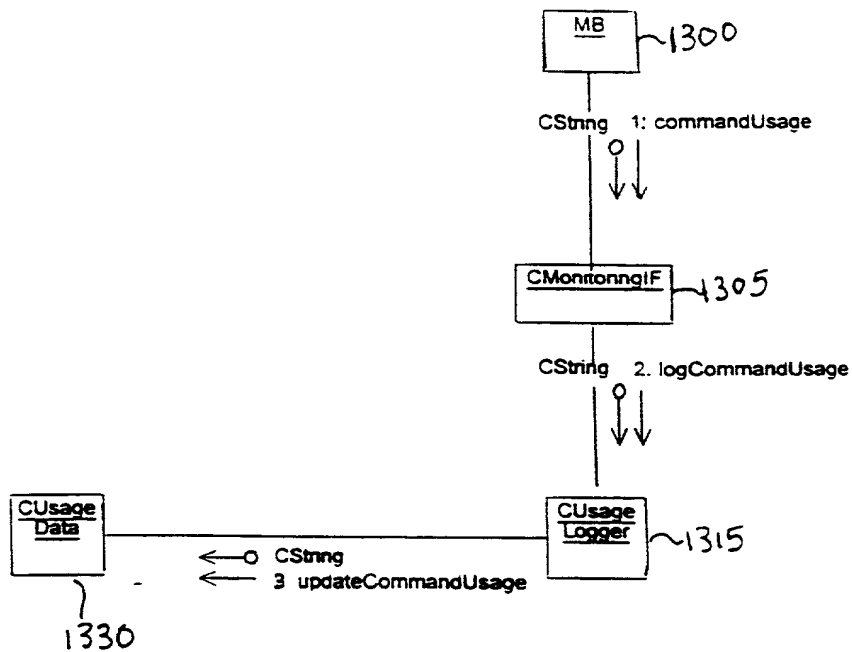 MB
1300
CString 1: commandUsage
CMonitoringIF
1305
CString 2. logCommandUsage
CUsage
Data
CUsage
Logger
1315
CString
3 updateCommandUsage
1330